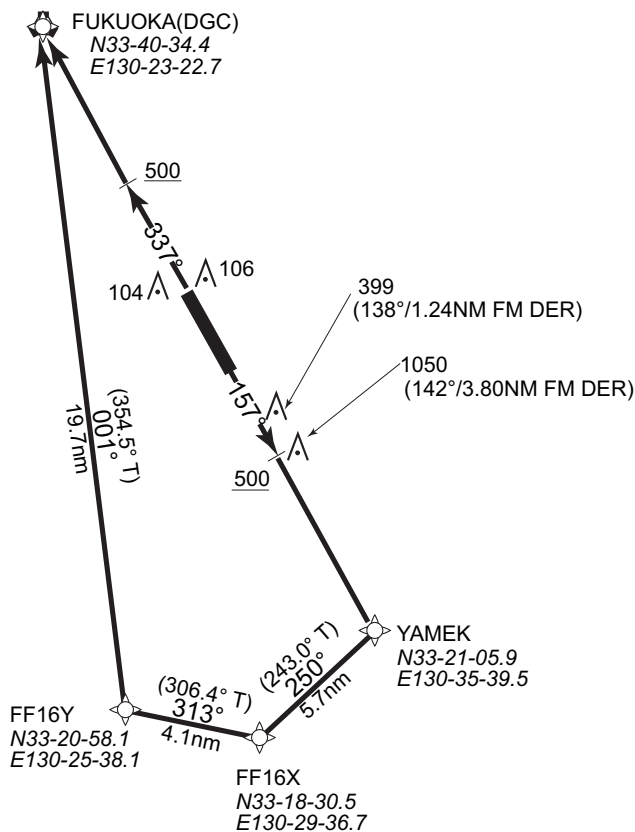 FUKUOKA(DGC)
N33-40-34.4
E130-23-22.7
500
337°
104
106
399
(138°/1.24NM FM DER)
1050
(142°/3.80NM FM DER)
157°
500
(354.5° T)
001°
19.7nm
YAMEK
N33-21-05.9
E130-35-39.5
(243.0° T)
250°
5.7nm
(306.4° T)
313°
4.1nm
FF16Y
N33-20-58.1
E130-25-38.1
FF16X
N33-18-30.5
E130-29-36.7